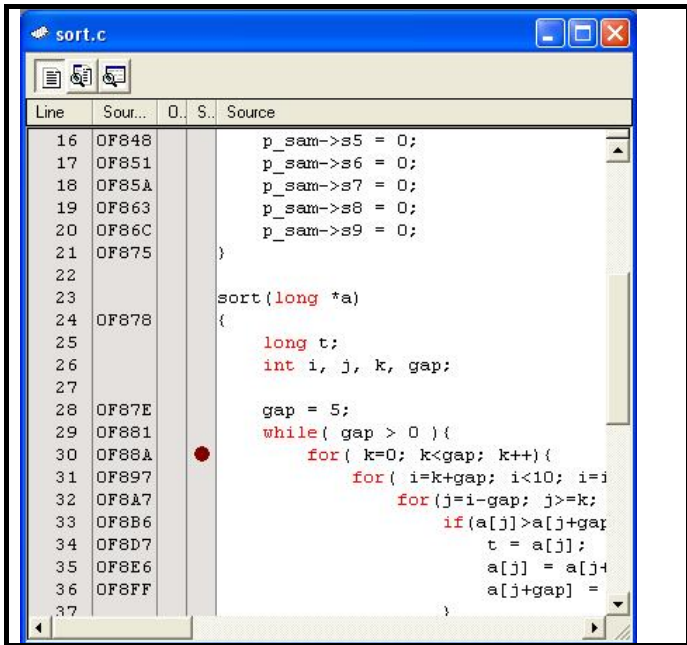 sort.c
Line Sour... O.. S.. Source
16 0F848 p_sam->s5 = 0;
17 0F851 p_sam->s6 = 0;
18 0F85A p_sam->s7 = 0;
19 0F863 p_sam->s8 = 0;
20 0F86C p_sam->s9 = 0;
21 0F875 }
22
23 sort(long *a)
24 0F878 {
25 long t;
26 int i, j, k, gap;
27
28 0F87E gap = 5;
29 0F881 while( gap > 0 ){
30 0F88A for( k=0; k<gap; k++){
31 0F897 for( i=k+gap; i<10; i=i
32 0F8A7 for(j=i-gap; j>=k;
33 0F8B6 if(a[j]>a[j+gap
34 0F8D7 t = a[j];
35 0F8E6 a[j] = a[j+
36 0F8FF a[j+gap] =
37 }